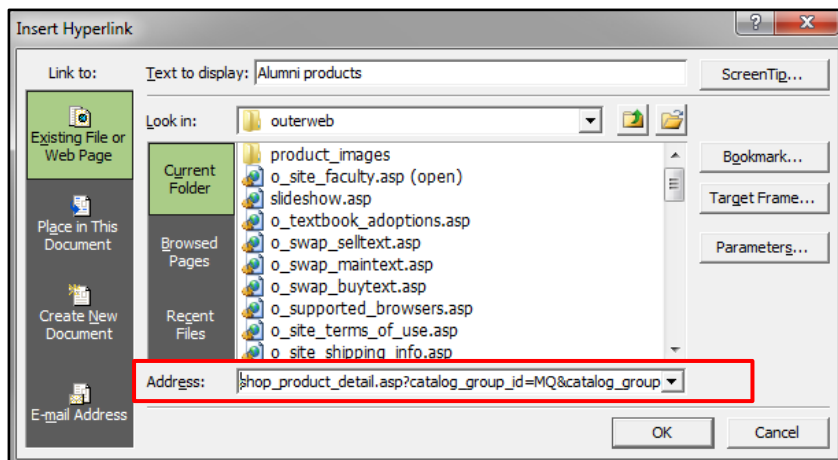 Insert Hyperlink
Link to:
Text to display: Alumni products
ScreenTip...
Existing File or
Web Page
Look in: outerweb
Current
Folder
product_images
o_site_faculty.asp (open)
slideshow.asp
o_textbook_adoptions.asp
o_swap_selltext.asp
o_swap_maintext.asp
o_swap_buytext.asp
o_supported_browsers.asp
o_site_terms_of_use.asp
o_site_shipping_info.asp
Bookmark...
Target Frame...
Parameters...
Place in This
Document
Browsed
Pages
Create New
Document
Recent
Files
Address: shop_product_detail.asp?catalog_group_id=MQ&catalog_group
E-mail Address
OK
Cancel